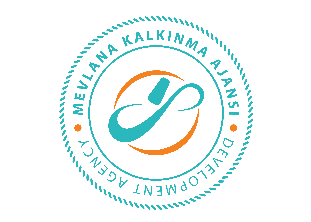 MEVLANA KALKINMA AJANSI
DEVELOPMENT AGENCY